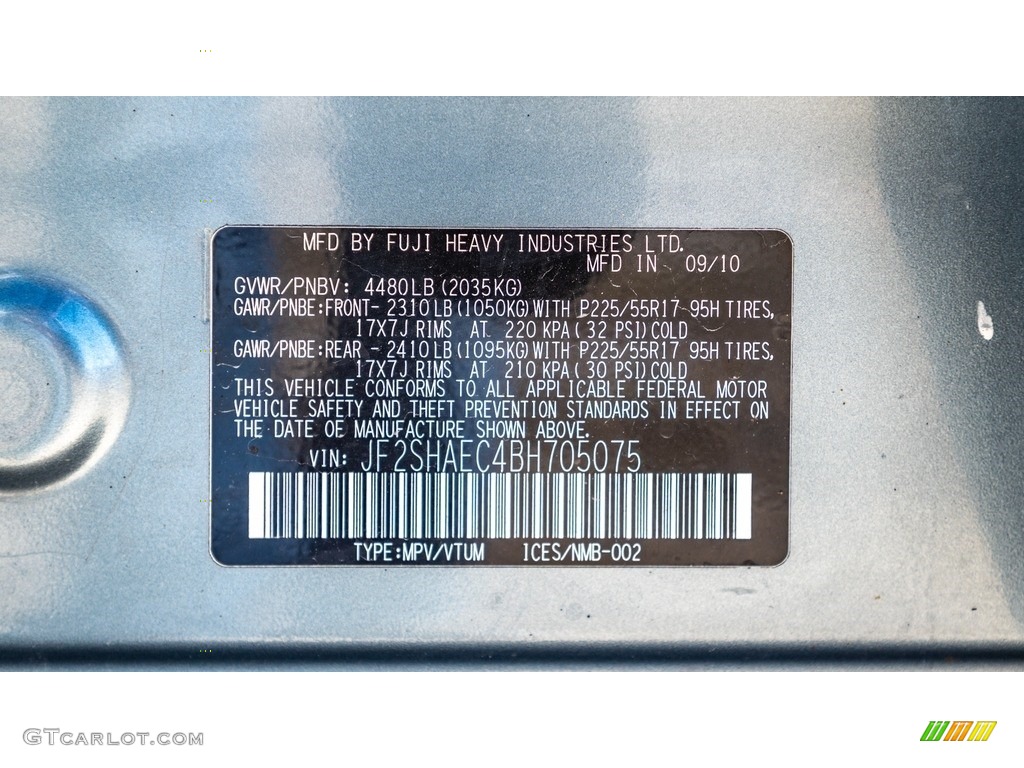 MFD BY FUJI HEAVY INDUSTRIES LTD.
MFD IN 09/10
GVWR/PNBV: 4480LB(2035KG)
GAWR/PNBE:FRONT- 2310LB(1050KG)WITH P225/55R17 95H TIRES,
17X7J RIMS AT 220 KPA(32 PSI)COLD
GAWR/PNBE:REAR - 2410LB(1095KG)WITH P225/55R17 95H TIRES,
17X7J RIMS AT 210 KPA(30 PSI)COLD
THIS VEHICLE CONFORMS TO ALL APPLICABLE FEDERAL MOTOR
VEHICLE SAFETY AND THEFT PREVENTION STANDARDS IN EFFECT ON
THE DATE OF MANUFACTURE SHOWN ABOVE.
VIN: JF2SHAEC4BH705075
TYPE:MPV/VTUM ICES/NMB-002
GTCARLOT.COM